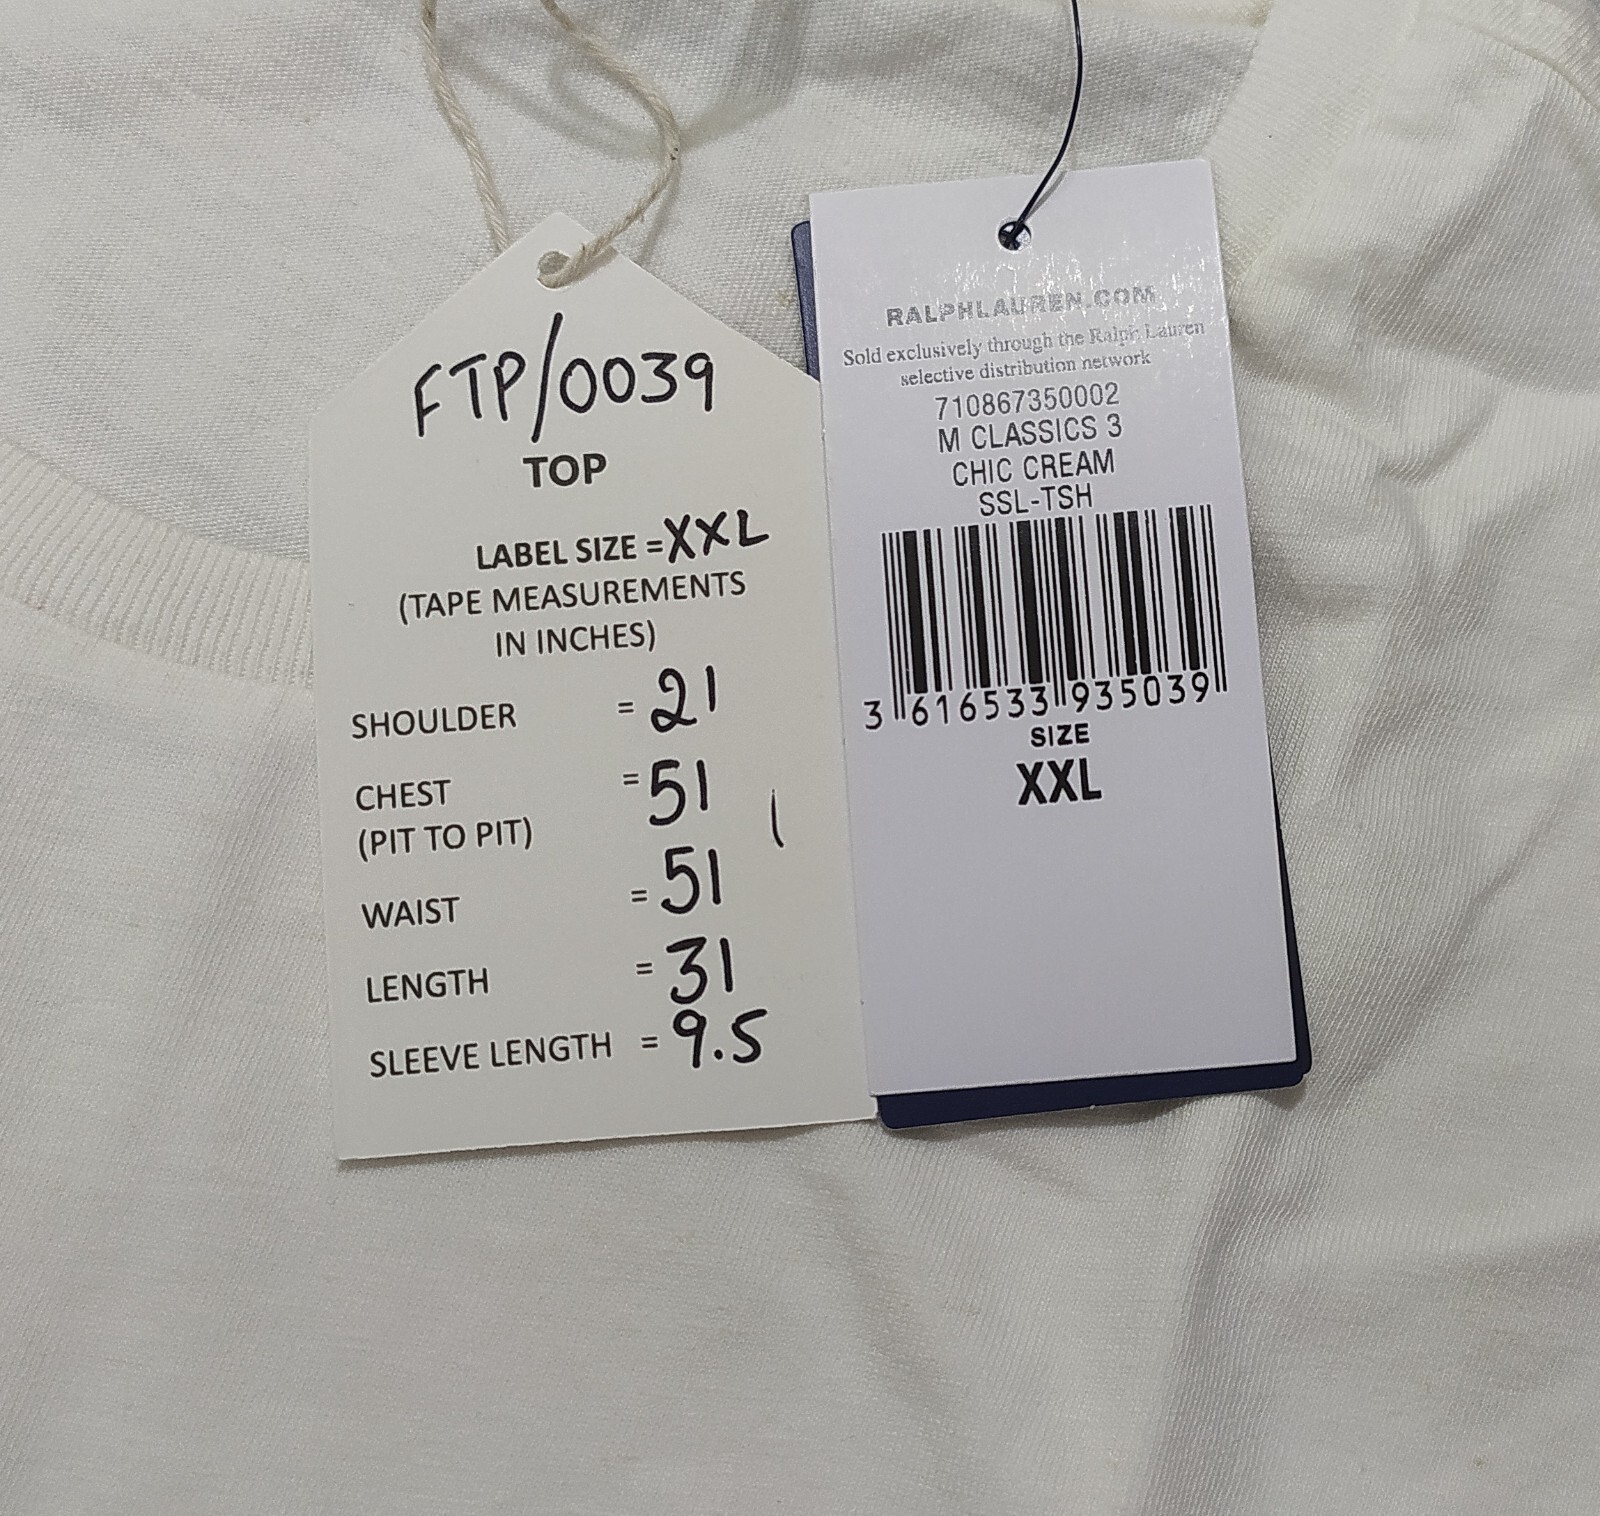 FTP/0039
TOP
LABEL SIZE = XXL
(TAPE MEASUREMENTS
IN INCHES)
SHOULDER = 21
CHEST = 51
(PIT TO PIT)
WAIST = 51
LENGTH = 31
SLEEVE LENGTH = 9.5
RALPHLAUREN.COM
Sold exclusively through the Ralph Lauren
selective distribution network
710867350002
M CLASSICS 3
CHIC CREAM
SSL-TSH
3 616533 935039
SIZE
XXL